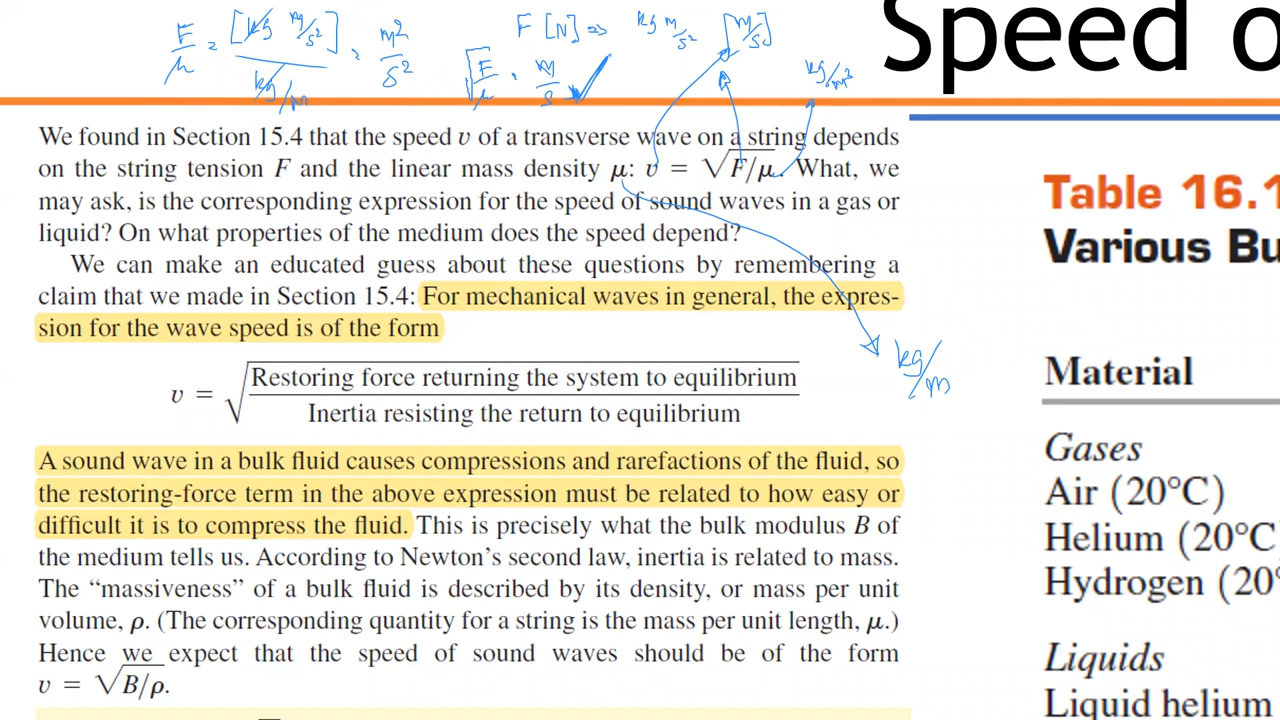 Speed o
F/μ = [kg m/s²] / kg/m = m²/s²
F [N] => kg m/s² [m/s]
√F/μ = m/s
kg/m³
We found in Section 15.4 that the speed v of a transverse wave on a string depends
on the string tension F and the linear mass density μ: v = √F/μ. What, we
may ask, is the corresponding expression for the speed of sound waves in a gas or
liquid? On what properties of the medium does the speed depend?
We can make an educated guess about these questions by remembering a
claim that we made in Section 15.4: For mechanical waves in general, the expres-
sion for the wave speed is of the form
kg/m
v = √Restoring force returning the system to equilibrium
Inertia resisting the return to equilibrium
A sound wave in a bulk fluid causes compressions and rarefactions of the fluid, so
the restoring-force term in the above expression must be related to how easy or
difficult it is to compress the fluid. This is precisely what the bulk modulus B of
the medium tells us. According to Newton's second law, inertia is related to mass.
The “massiveness” of a bulk fluid is described by its density, or mass per unit
volume, ρ. (The corresponding quantity for a string is the mass per unit length, μ.)
Hence we expect that the speed of sound waves should be of the form
v = √B/ρ.
Table 16.1
Various Bu
Material
Gases
Air (20°C)
Helium (20°C
Hydrogen (20°
Liquids
Liquid helium